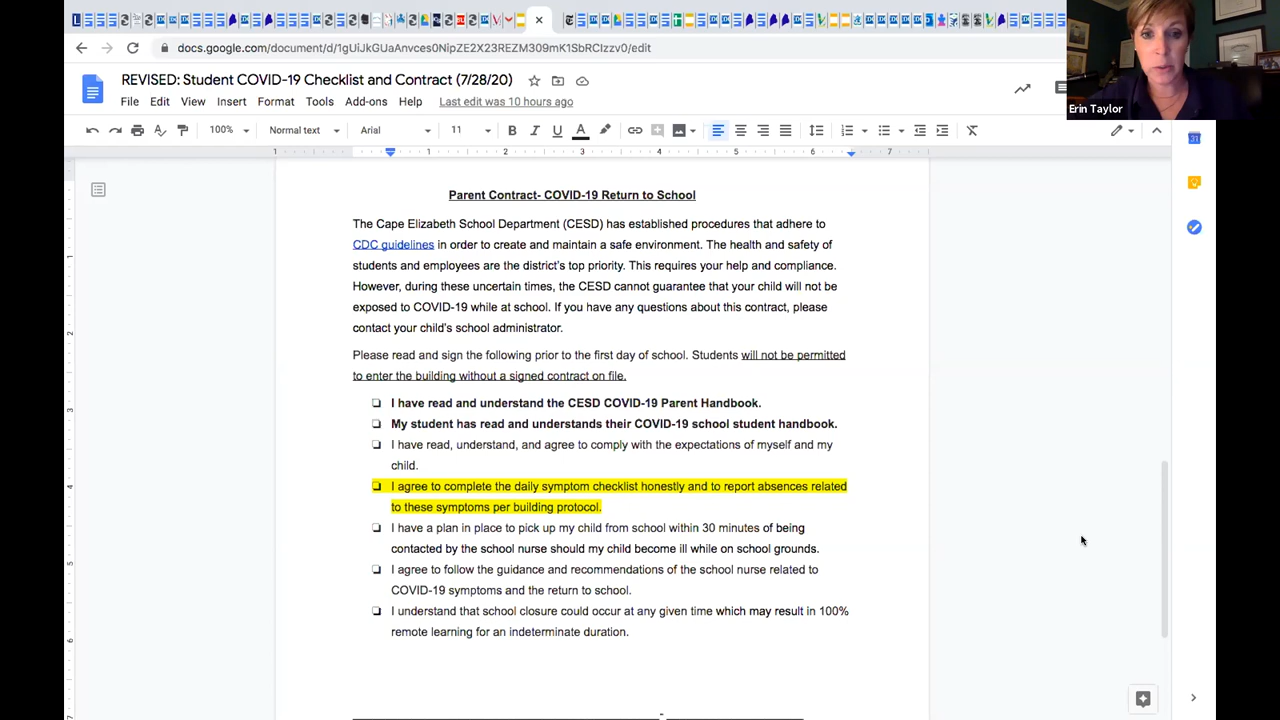 docs.google.com/document/d/1gUiJkGUaAnvces0NipZE2X23REZM309mK1SbRCIzzv0/edit
REVISED: Student COVID-19 Checklist and Contract (7/28/20)
File Edit View Insert Format Tools Add-ons Help Last edit was 10 hours ago
Erin Taylor
100% Normal text Arial 11 B I U A
1 1 2 3 4 5 6 7
Parent Contract- COVID-19 Return to School
The Cape Elizabeth School Department (CESD) has established procedures that adhere to
CDC guidelines in order to create and maintain a safe environment. The health and safety of
students and employees are the district's top priority. This requires your help and compliance.
However, during these uncertain times, the CESD cannot guarantee that your child will not be
exposed to COVID-19 while at school. If you have any questions about this contract, please
contact your child's school administrator.
Please read and sign the following prior to the first day of school. Students will not be permitted
to enter the building without a signed contract on file.
I have read and understand the CESD COVID-19 Parent Handbook.
My student has read and understands their COVID-19 school student handbook.
I have read, understand, and agree to comply with the expectations of myself and my
child.
I agree to complete the daily symptom checklist honestly and to report absences related
to these symptoms per building protocol.
I have a plan in place to pick up my child from school within 30 minutes of being
contacted by the school nurse should my child become ill while on school grounds.
I agree to follow the guidance and recommendations of the school nurse related to
COVID-19 symptoms and the return to school.
I understand that school closure could occur at any given time which may result in 100%
remote learning for an indeterminate duration.